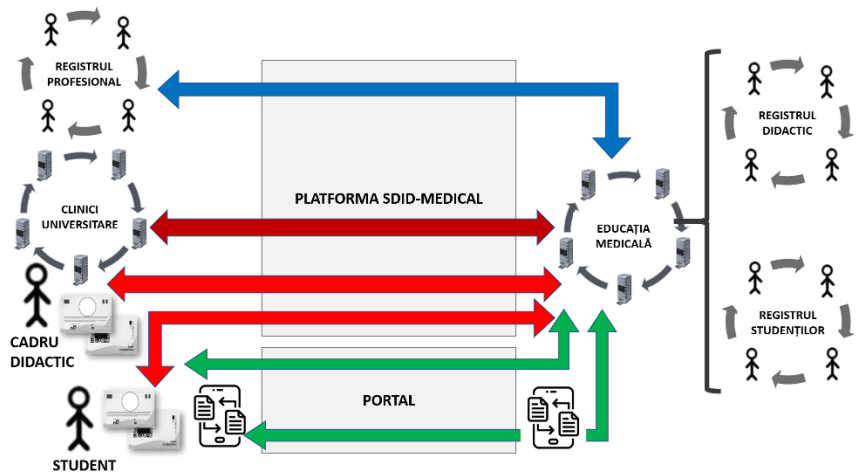 REGISTRUL
PROFESIONAL
CLINICI
UNIVERSITARE
CADRU
DIDACTIC
STUDENT
PLATFORMA SDID-MEDICAL
PORTAL
EDUCAȚIA
MEDICALĂ
REGISTRUL
DIDACTIC
REGISTRUL
STUDENȚILOR